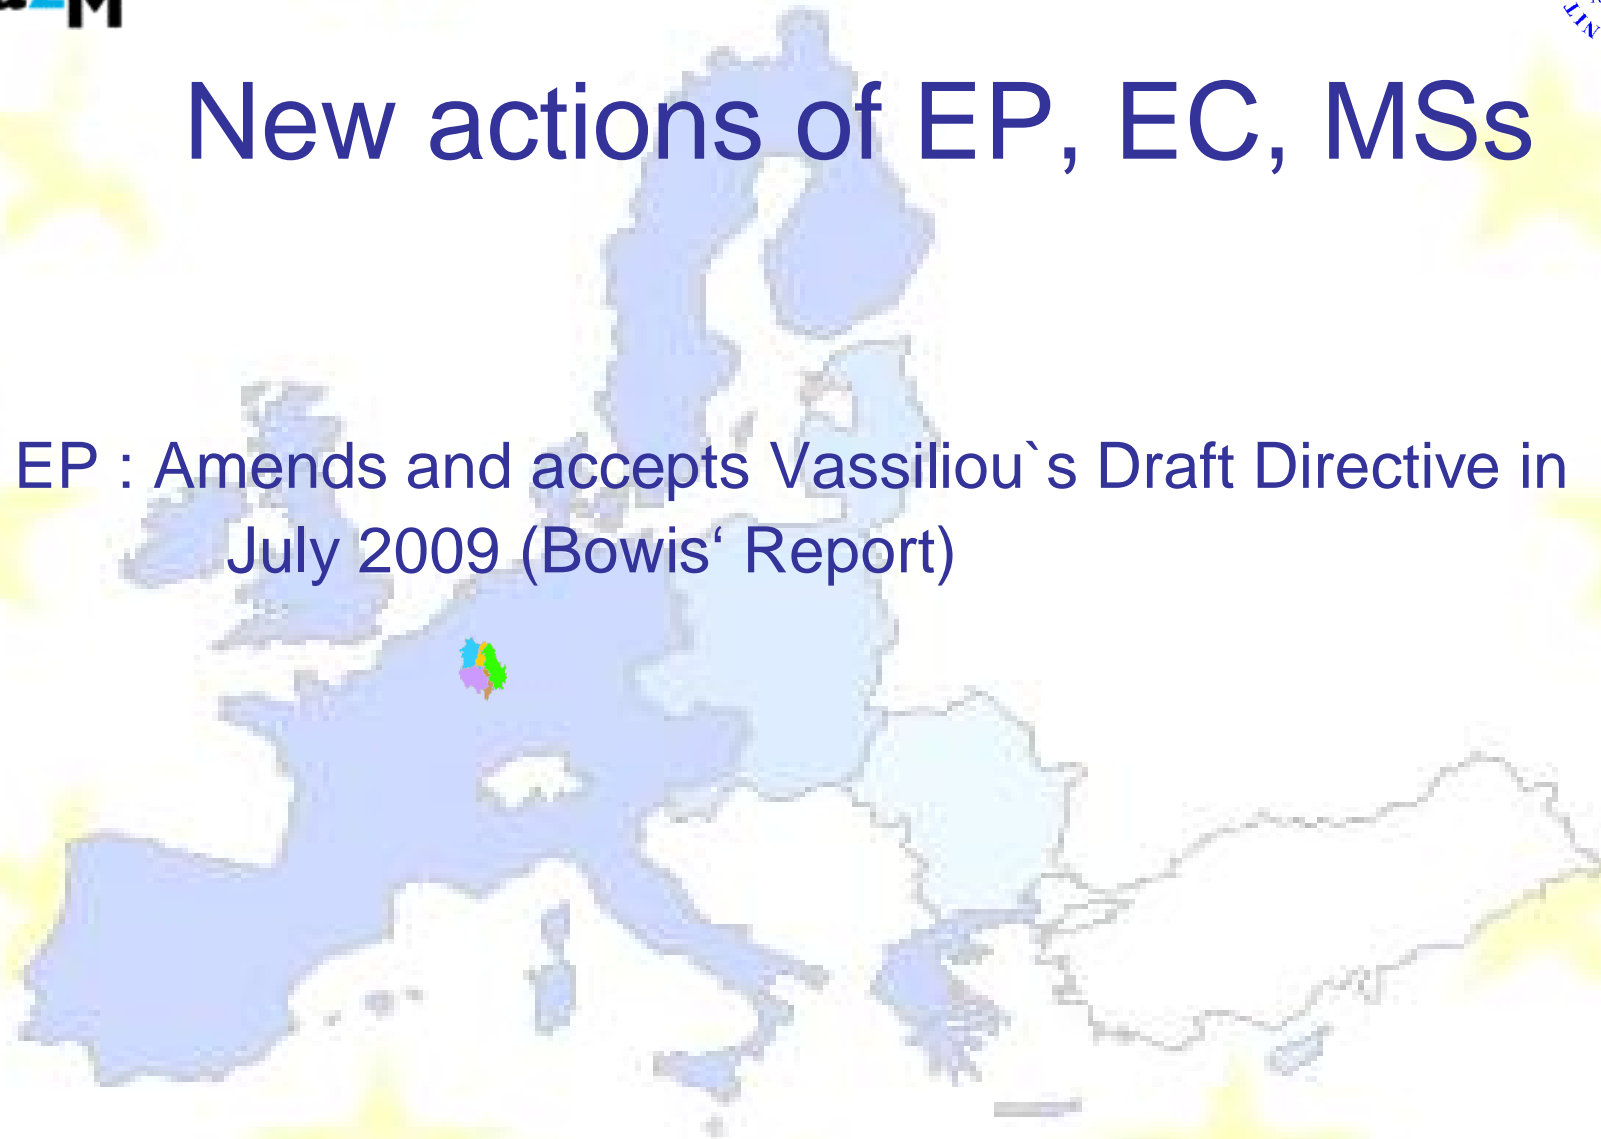 New actions of EP, EC, MSs
EP : Amends and accepts Vassiliou`s Draft Directive in
July 2009 (Bowis‘ Report)